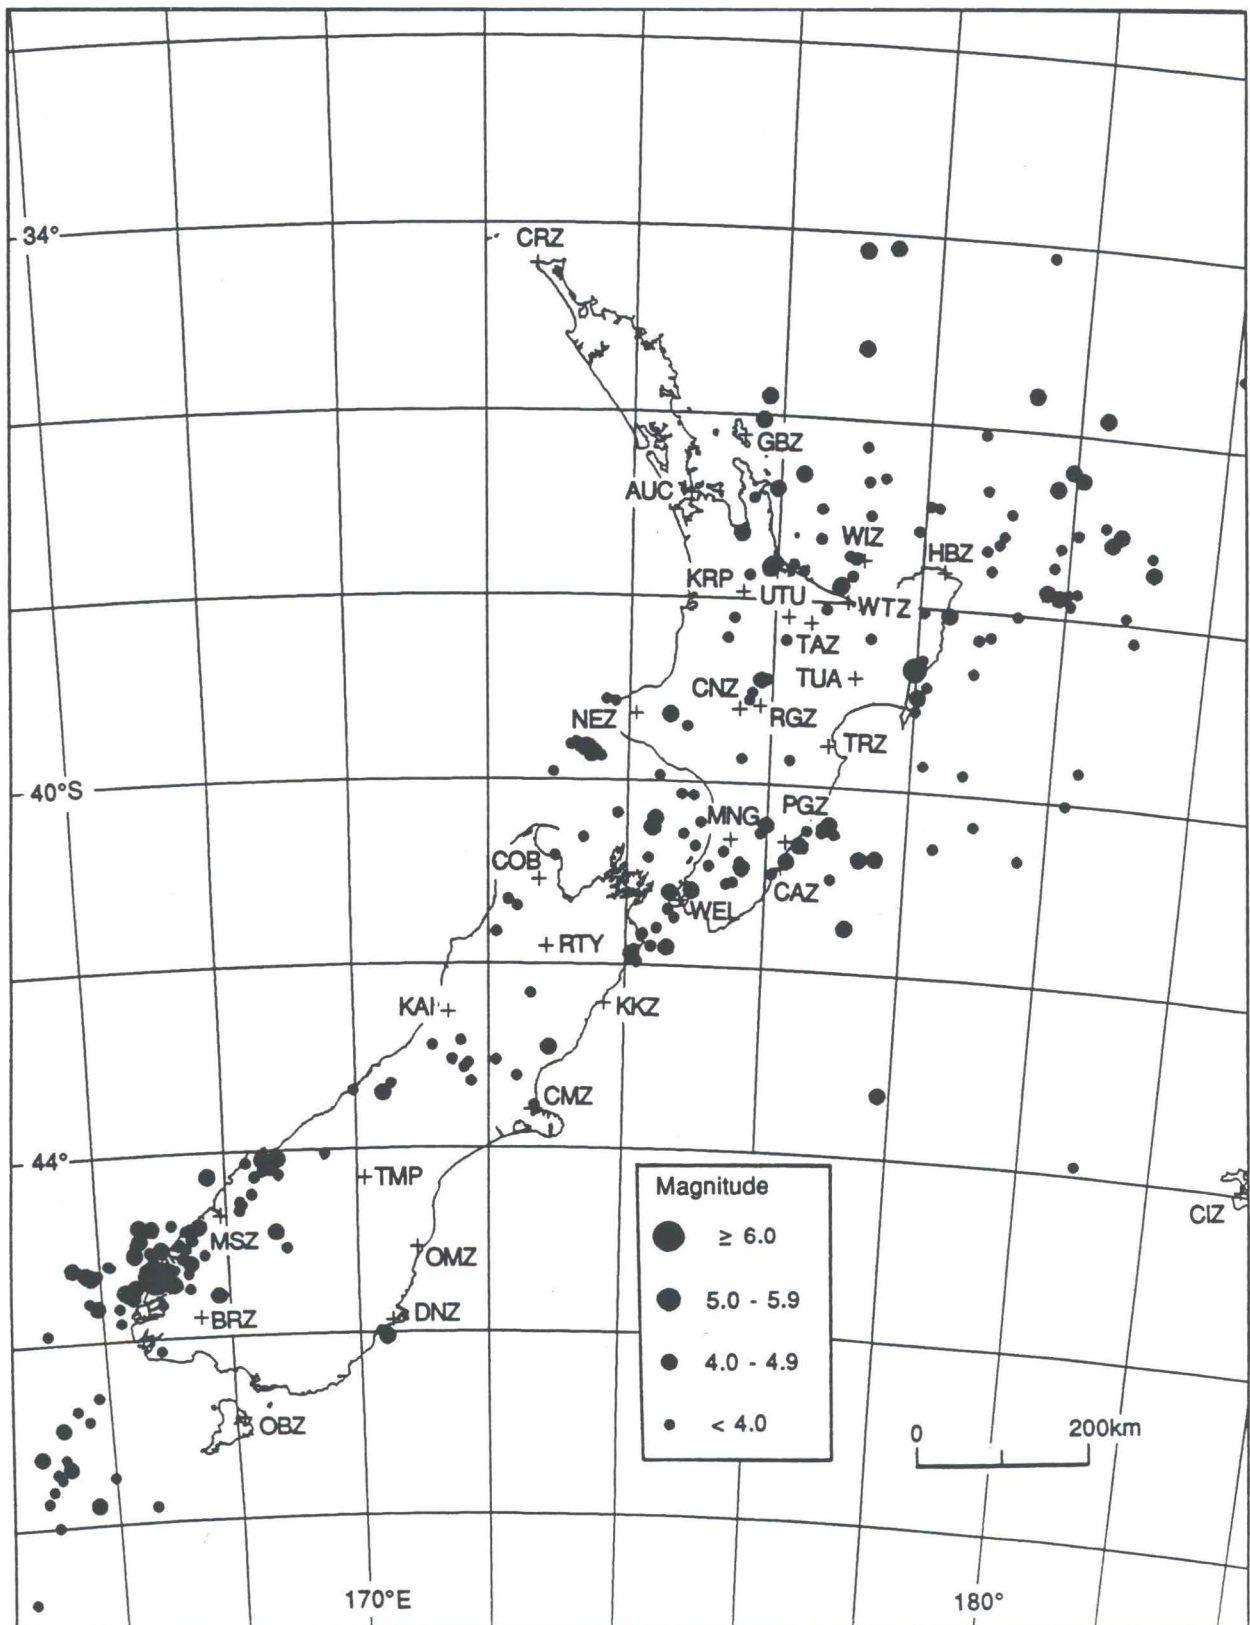 34°
CRZ
GBZ
AUC
WIZ
HBZ
KRP
UTU
WTZ
TAZ
CNZ
TUA
RGZ
NEZ
TRZ
40°S
PGZ
MNG
COB
CAZ
WEL
RTY
KAI
KKZ
CMZ
44°
TMP
CIZ
MSZ
OMZ
BRZ
DNZ
OBZ
Magnitude
≥ 6.0
5.0 - 5.9
4.0 - 4.9
< 4.0
0 200km
170°E
180°